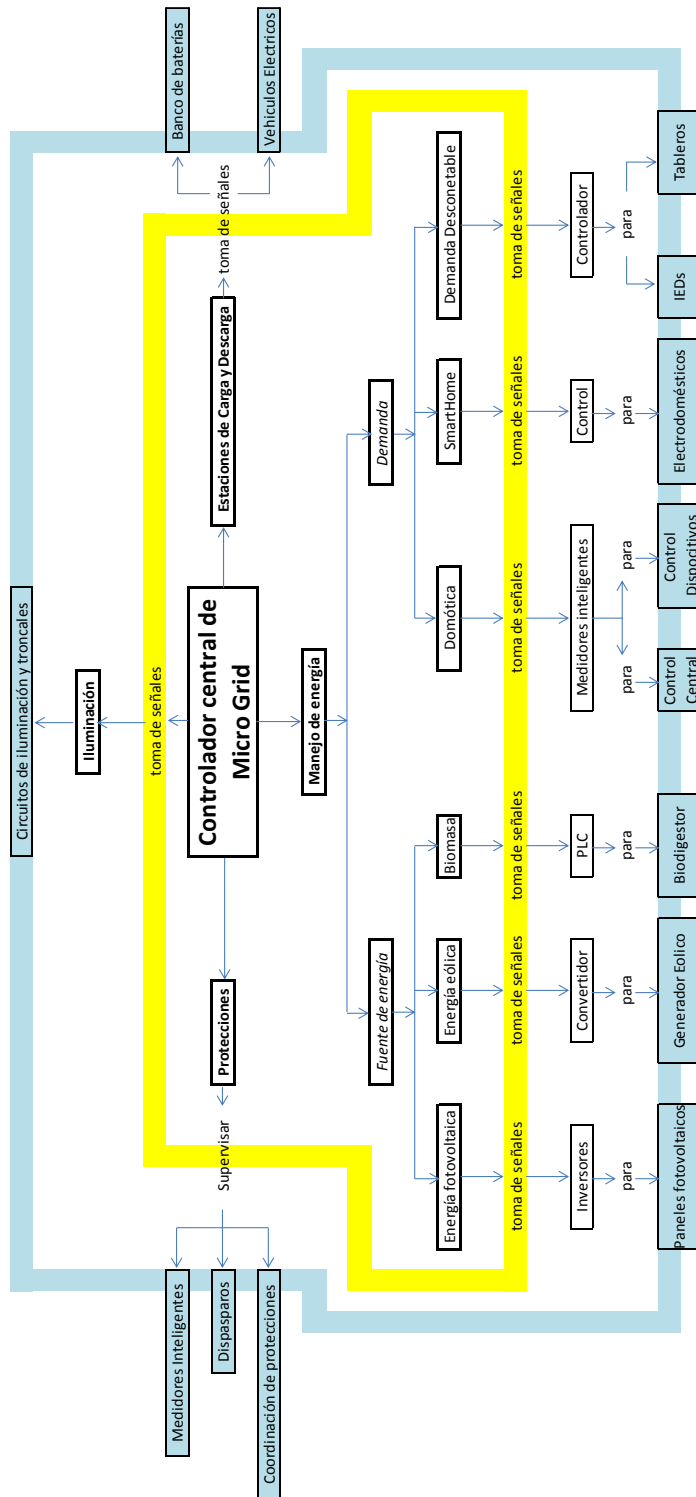 Circuitos de iluminación y troncales
Iluminación
toma de señales
Banco de baterías
Vehiculos Electricos
toma de señales
Estaciones de Carga y Descarga
Controlador central de
Micro Grid
Protecciones
Supervisar
Medidores Inteligentes
Dispasparos
Coordinación de protecciones
Manejo de energía
Fuente de energía
Demanda
Energía fotovoltaica
Energía eólica
Biomasa
Domótica
SmartHome
Demanda Desconetable
toma de señales
toma de señales
toma de señales
toma de señales
toma de señales
toma de señales
Inversores
Convertidor
PLC
Medidores inteligentes
Control
Controlador
para
para
para
para
para
para
para
Paneles fotovoltaicos
Generador Eolico
Biodigestor
Control
Central
Control
Dispocitivos
Electrodomésticos
IEDs
Tableros